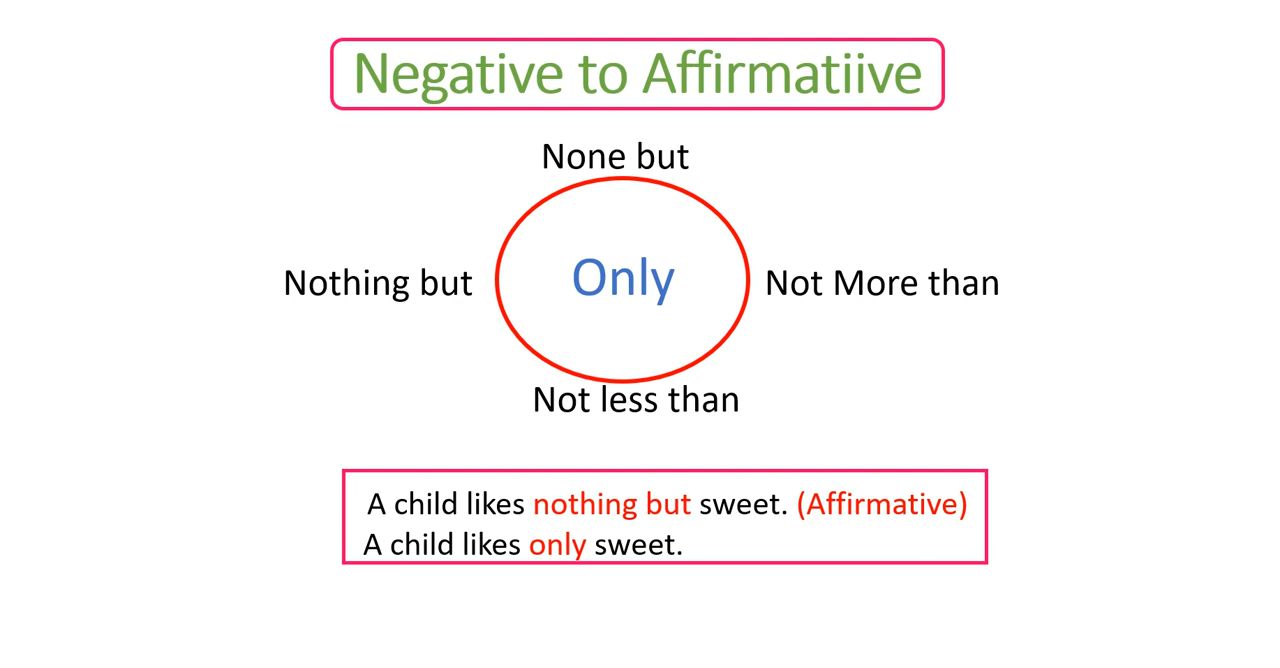 Negative to Affirmatiive
None but
Nothing but
Only
Not More than
Not less than
A child likes nothing but sweet. (Affirmative)
A child likes only sweet.